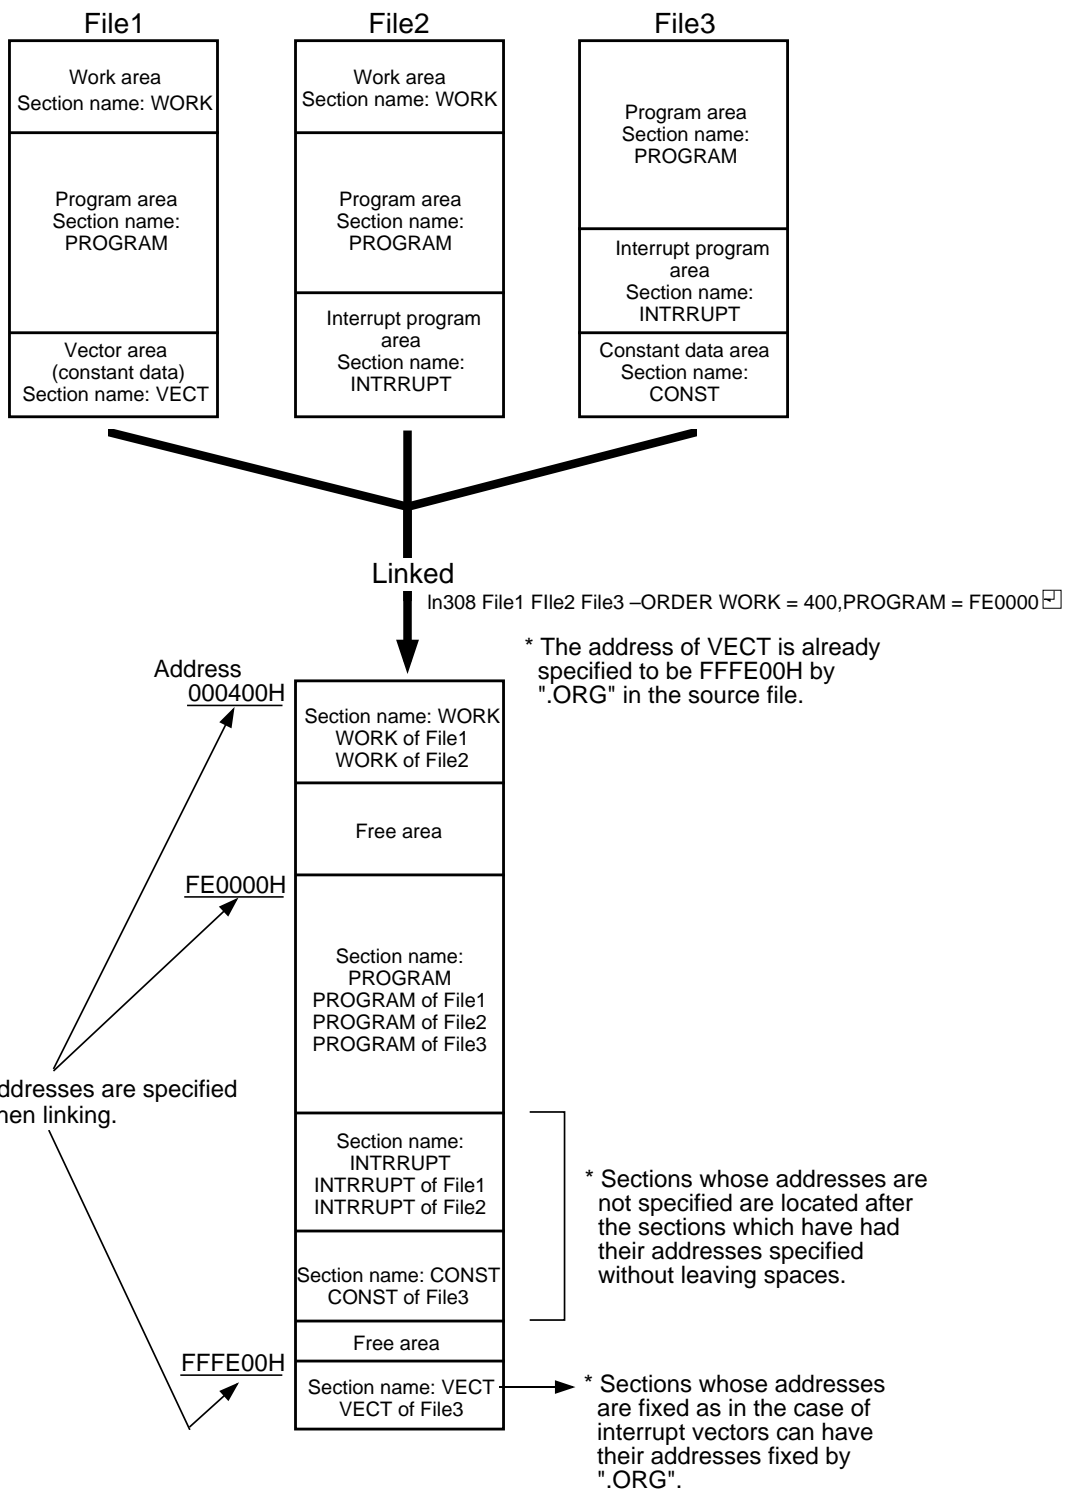 File1
Work area
Section name: WORK
Program area
Section name:
PROGRAM
Vector area
(constant data)
Section name: VECT
File2
Work area
Section name: WORK
Program area
Section name:
PROGRAM
Interrupt program
area
Section name:
INTRRUPT
File3
Program area
Section name:
PROGRAM
Interrupt program
area
Section name:
INTRRUPT
Constant data area
Section name:
CONST
Linked
ln308 File1 FIle2 File3 –ORDER WORK = 400,PROGRAM = FE0000
* The address of VECT is already
specified to be FFFE00H by
".ORG" in the source file.
Address
000400H
Section name: WORK
WORK of File1
WORK of File2
Free area
FE0000H
Section name:
PROGRAM
PROGRAM of File1
PROGRAM of File2
PROGRAM of File3
ddresses are specified
hen linking.
Section name:
INTRRUPT
INTRRUPT of File1
INTRRUPT of File2
* Sections whose addresses are
not specified are located after
the sections which have had
their addresses specified
without leaving spaces.
Section name: CONST
CONST of File3
Free area
FFFE00H
Section name: VECT
VECT of File3
* Sections whose addresses
are fixed as in the case of
interrupt vectors can have
their addresses fixed by
".ORG".